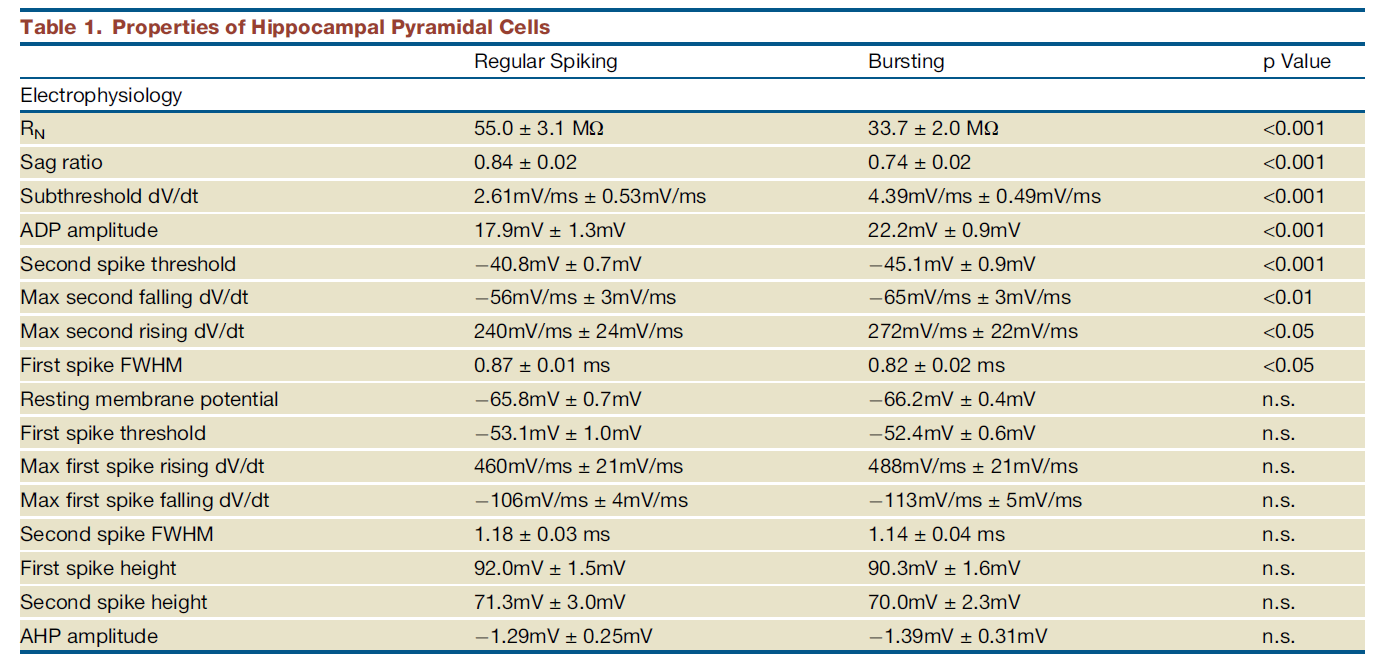 Table 1. Properties of Hippocampal Pyramidal Cells
Regular Spiking Bursting p Value
Electrophysiology
RN 55.0 ± 3.1 MΩ 33.7 ± 2.0 MΩ <0.001
Sag ratio 0.84 ± 0.02 0.74 ± 0.02 <0.001
Subthreshold dV/dt 2.61mV/ms ± 0.53mV/ms 4.39mV/ms ± 0.49mV/ms <0.001
ADP amplitude 17.9mV ± 1.3mV 22.2mV ± 0.9mV <0.001
Second spike threshold −40.8mV ± 0.7mV −45.1mV ± 0.9mV <0.001
Max second falling dV/dt −56mV/ms ± 3mV/ms −65mV/ms ± 3mV/ms <0.01
Max second rising dV/dt 240mV/ms ± 24mV/ms 272mV/ms ± 22mV/ms <0.05
First spike FWHM 0.87 ± 0.01 ms 0.82 ± 0.02 ms <0.05
Resting membrane potential −65.8mV ± 0.7mV −66.2mV ± 0.4mV n.s.
First spike threshold −53.1mV ± 1.0mV −52.4mV ± 0.6mV n.s.
Max first spike rising dV/dt 460mV/ms ± 21mV/ms 488mV/ms ± 21mV/ms n.s.
Max first spike falling dV/dt −106mV/ms ± 4mV/ms −113mV/ms ± 5mV/ms n.s.
Second spike FWHM 1.18 ± 0.03 ms 1.14 ± 0.04 ms n.s.
First spike height 92.0mV ± 1.5mV 90.3mV ± 1.6mV n.s.
Second spike height 71.3mV ± 3.0mV 70.0mV ± 2.3mV n.s.
AHP amplitude −1.29mV ± 0.25mV −1.39mV ± 0.31mV n.s.